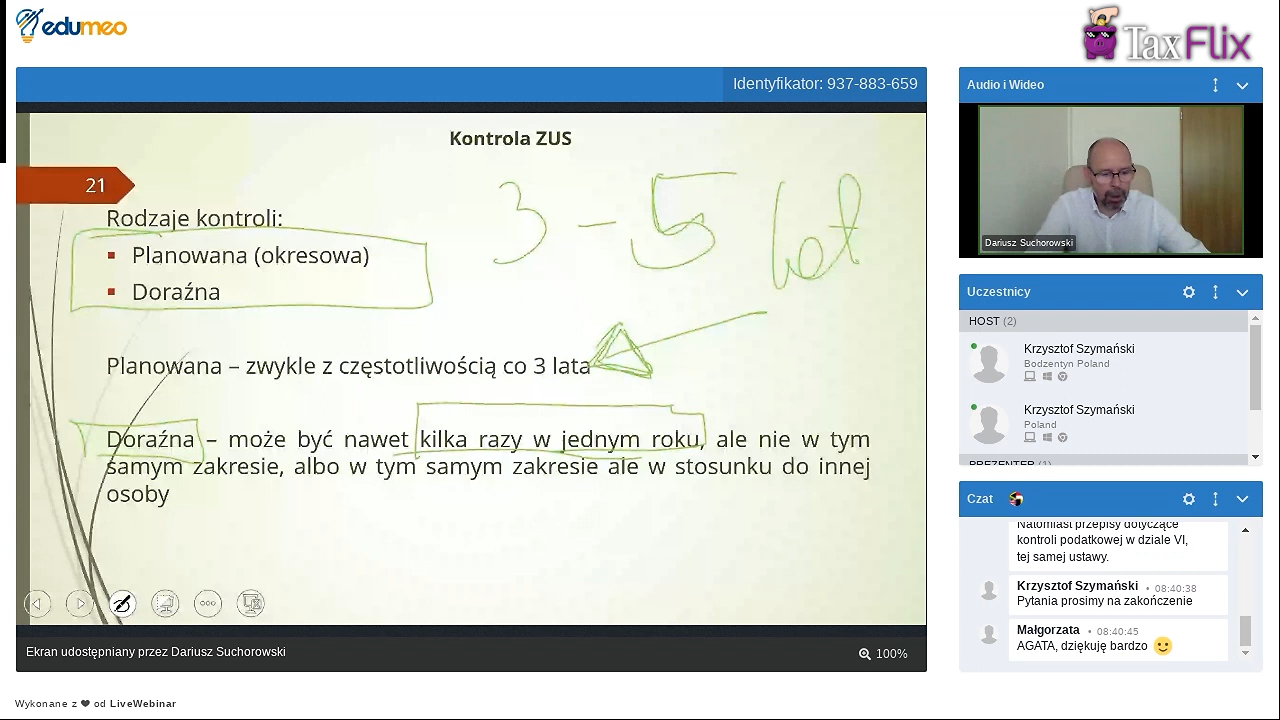 edumeo
TaxFlix
Identyfikator: 937-883-659
Kontrola ZUS
21
3 – 5 lat
Rodzaje kontroli:
Planowana (okresowa)
Doraźna
Planowana – zwykle z częstotliwością co 3 lata
Doraźna – może być nawet kilka razy w jednym roku, ale nie w tym
samym zakresie, albo w tym samym zakresie ale w stosunku do innej
osoby
Ekran udostępniany przez Dariusz Suchorowski
100%
Wykonane z ❤ od LiveWebinar
Audio i Wideo
Dariusz Suchorowski
Uczestnicy
HOST (2)
Krzysztof Szymański
Bodzentyn Poland
Krzysztof Szymański
Poland
PREZENTER (1)
Czat
Natomiast przepisy dotyczące
kontroli podatkowej w dziale VI,
tej samej ustawy.
Krzysztof Szymański • 08:40:38
Pytania prosimy na zakończenie
Małgorzata • 08:40:45
AGATA, dziękuję bardzo 🙂